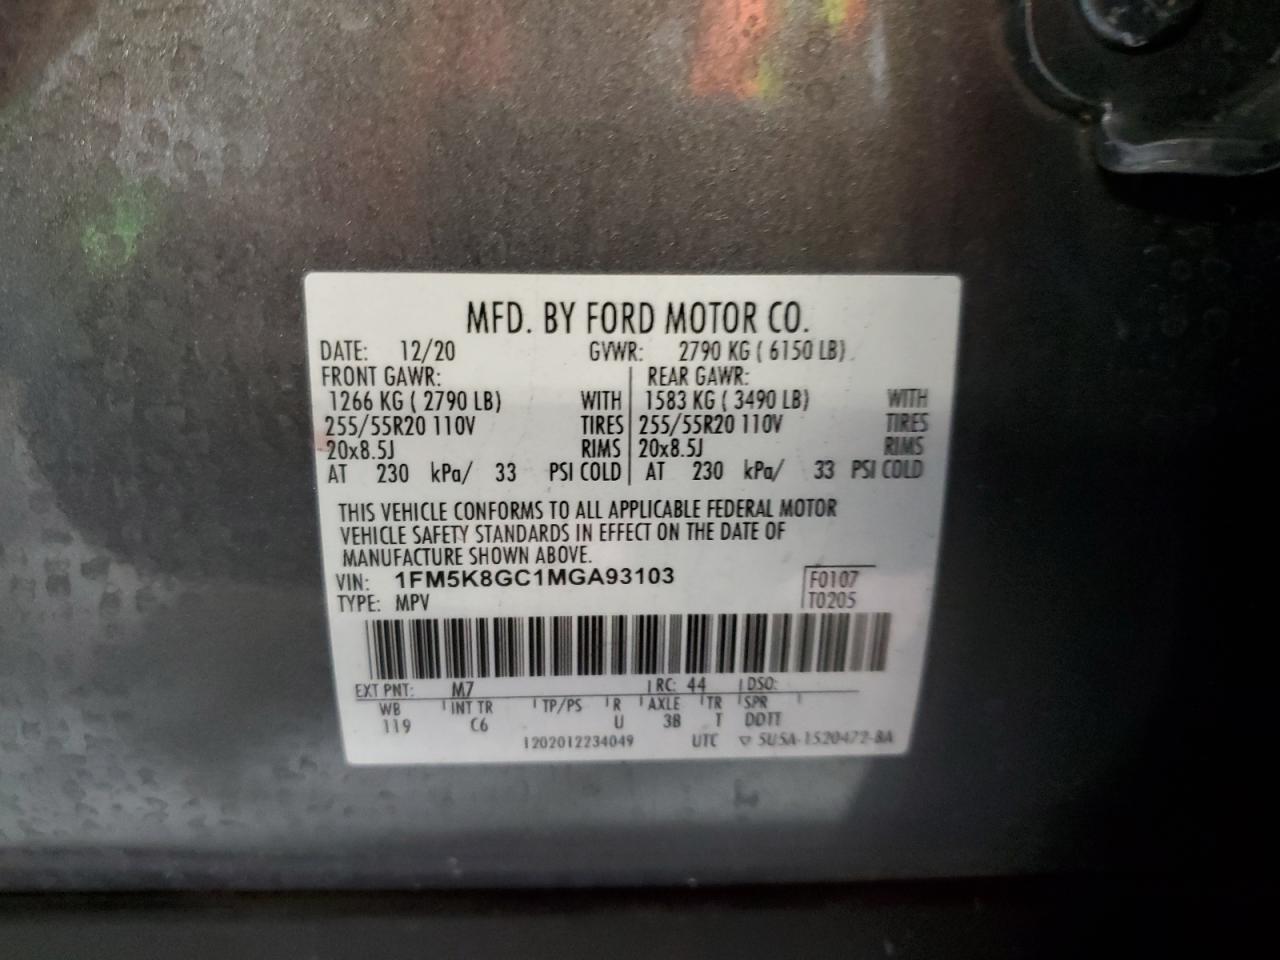 MFD. BY FORD MOTOR CO.
DATE: 12/20 GVWR: 2790 KG ( 6150 LB)
FRONT GAWR: REAR GAWR:
1266 KG ( 2790 LB) WITH 1583 KG ( 3490 LB) WITH
255/55R20 110V TIRES 255/55R20 110V TIRES
20x8.5J RIMS 20x8.5J RIMS
AT 230 kPa/ 33 PSI COLD AT 230 kPa/ 33 PSI COLD
THIS VEHICLE CONFORMS TO ALL APPLICABLE FEDERAL MOTOR
VEHICLE SAFETY STANDARDS IN EFFECT ON THE DATE OF
MANUFACTURE SHOWN ABOVE.
VIN: 1FM5K8GC1MGA93103 F0107
TYPE: MPV T0205
EXT PNT: M7 RC: 44 DSO:
WB INT TR TP/PS R AXLE TR SPR
119 C6 U 3B T DDTT
1202012234049 UTC ▽ 5U5A-1520472-BA